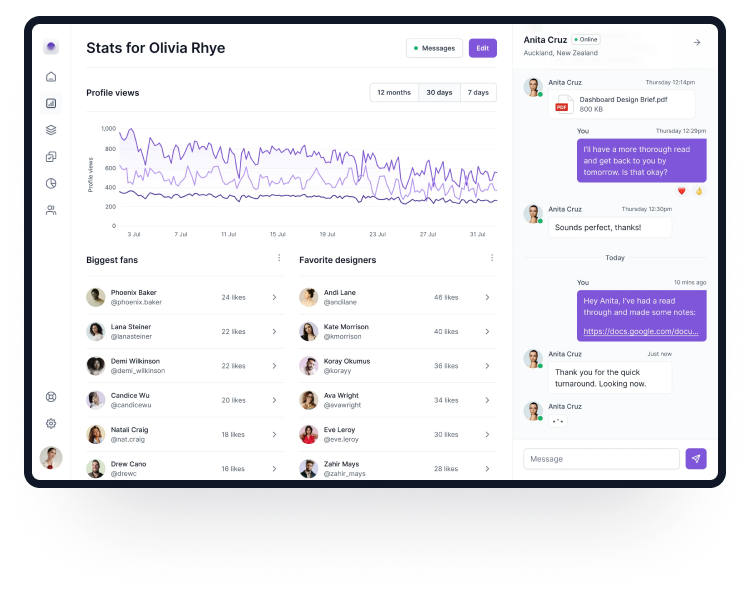 Stats for Olivia Rhye
Messages
Edit
Profile views
12 months
30 days
7 days
Profile views
1,000
800
600
400
200
0
3 Jul
7 Jul
11 Jul
15 Jul
19 Jul
23 Jul
27 Jul
31 Jul
Biggest fans
Phoenix Baker
@phoenix.baker
24 likes
Lana Steiner
@lanasteiner
22 likes
Demi Wilkinson
@demi_wilkinson
22 likes
Candice Wu
@candicewu
20 likes
Natali Craig
@nat.craig
18 likes
Drew Cano
@drewc
16 likes
Favorite designers
Andi Lane
@andilane
46 likes
Kate Morrison
@kmorrison
40 likes
Koray Okumus
@korayy
36 likes
Ava Wright
@avawright
34 likes
Eve Leroy
@eve.leroy
30 likes
Zahir Mays
@zahir_mays
28 likes
Anita Cruz
Online
Auckland, New Zealand
Anita Cruz
Thursday 12:14pm
PDF
Dashboard Design Brief.pdf
800 KB
You
Thursday 12:29pm
I'll have a more thorough read
and get back to you by
tomorrow. Is that okay?
Anita Cruz
Thursday 12:30pm
Sounds perfect, thanks!
Today
You
10 mins ago
Hey Anita, I've had a read
through and made some notes:
https://docs.google.com/docu...
Anita Cruz
Just now
Thank you for the quick
turnaround. Looking now.
Anita Cruz
Message